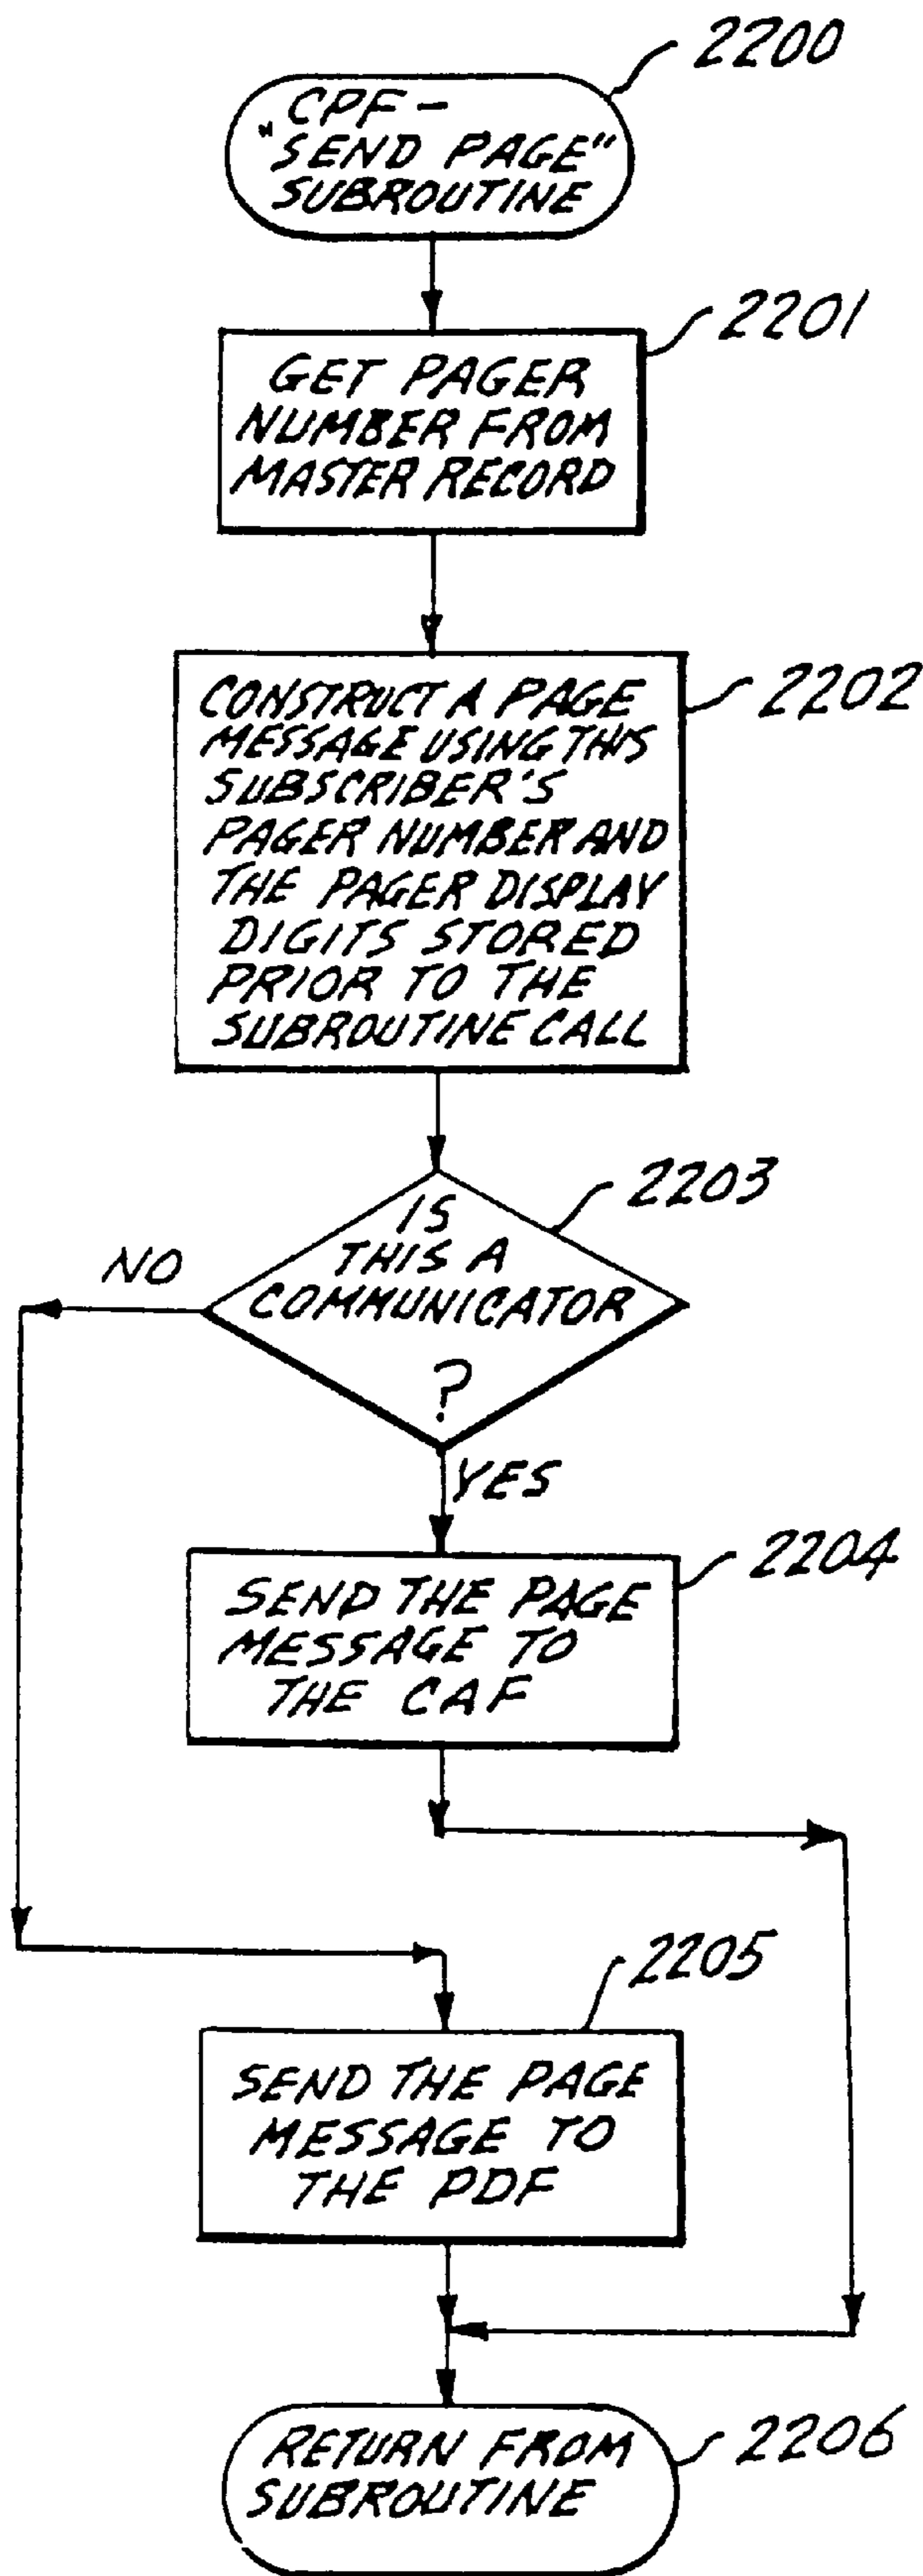 2200
"CPF -
"SEND PAGE"
SUBROUTINE
2201
GET PAGER
NUMBER FROM
MASTER RECORD
2202
CONSTRUCT A PAGE
MESSAGE USING THIS
SUBSCRIBER'S
PAGER NUMBER AND
THE PAGER DISPLAY
DIGITS STORED
PRIOR TO THE
SUBROUTINE CALL
2203
IS
THIS A
COMMUNICATOR
?
NO
YES
2204
SEND THE PAGE
MESSAGE TO
THE CAF
2205
SEND THE PAGE
MESSAGE TO
THE PDF
2206
RETURN FROM
SUBROUTINE